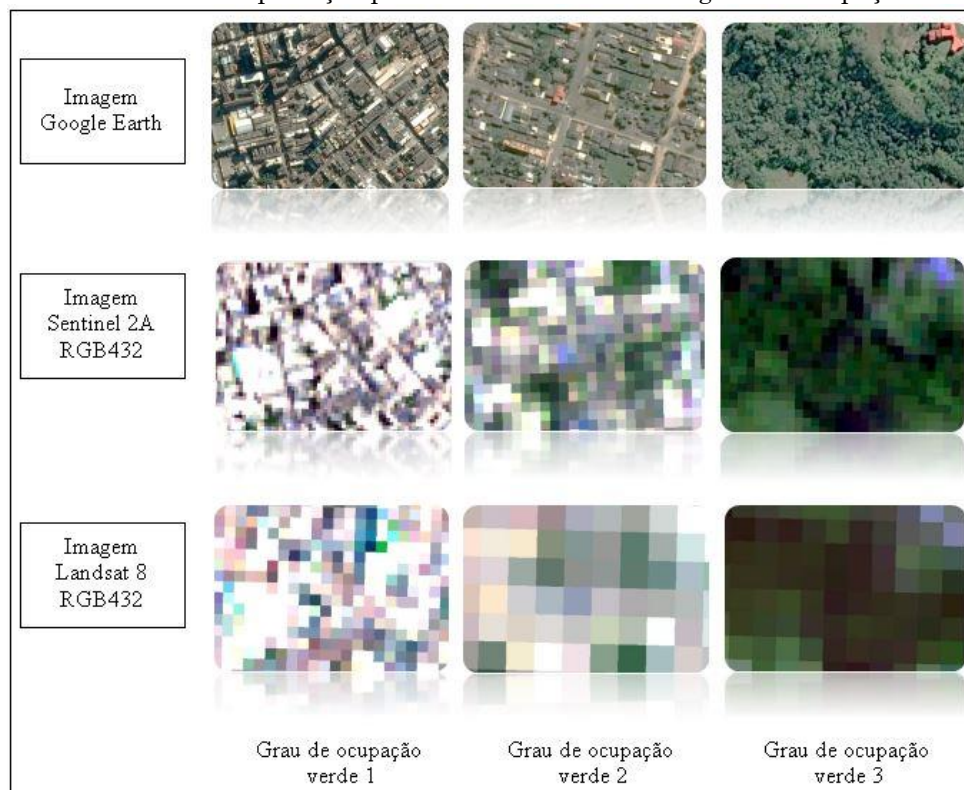 Imagem
Google Earth
Imagem
Sentinel 2A
RGB432
Imagem
Landsat 8
RGB432
Grau de ocupação
verde 1
Grau de ocupação
verde 2
Grau de ocupação
verde 3